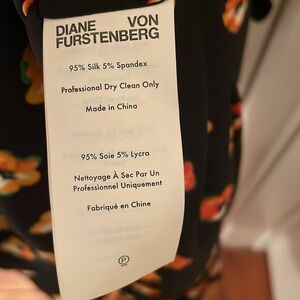 DIANE VON
FURSTENBERG
95% Silk 5% Spandex
Professional Dry Clean Only
Made in China
95% Soie 5% Lycra
Nettoyage À Sec Par Un
Professionnel Uniquement
Fabriqué en Chine
P